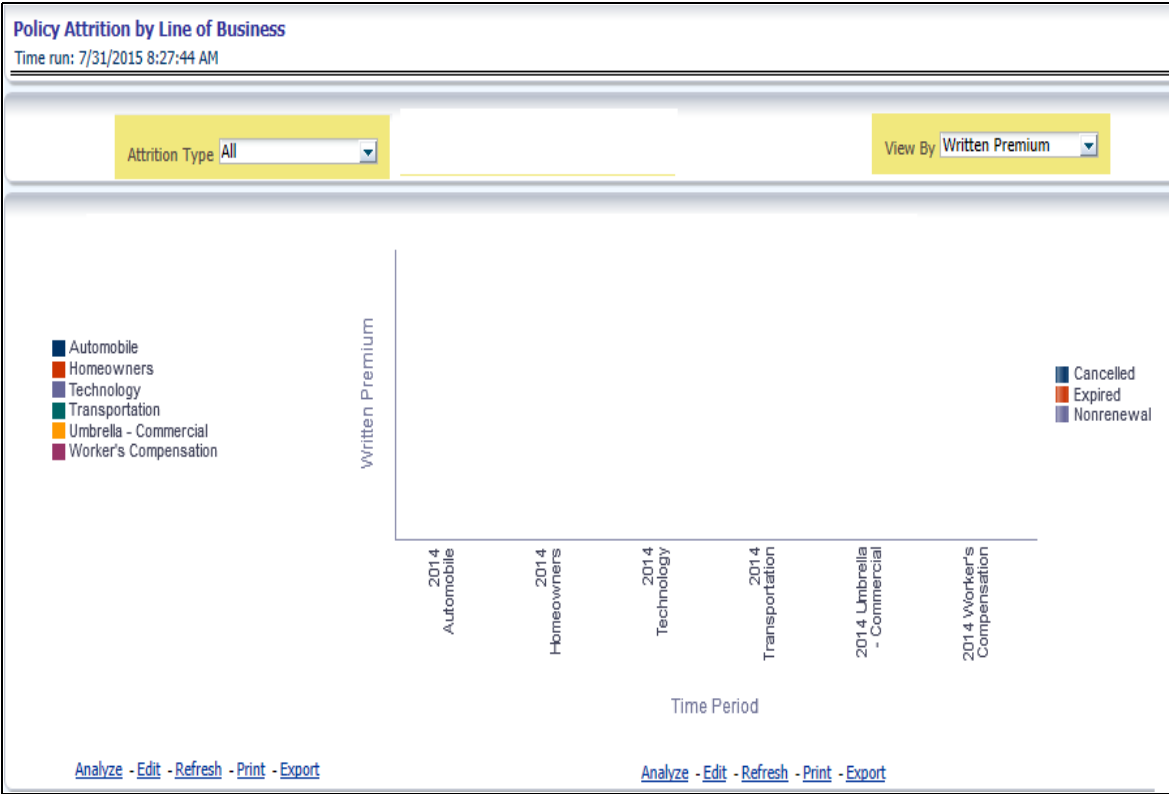 Policy Attrition by Line of Business
Time run: 7/31/2015 8:27:44 AM
Attrition Type All
View By Written Premium
Automobile
Homeowners
Technology
Transportation
Umbrella - Commercial
Worker's Compensation
Written Premium
2014
Automobile
2014
Homeowners
2014
Technology
2014
Transportation
2014 Umbrella
- Commercial
2014 Worker's
Compensation
Time Period
Cancelled
Expired
Nonrenewal
Analyze - Edit - Refresh - Print - Export
Analyze - Edit - Refresh - Print - Export